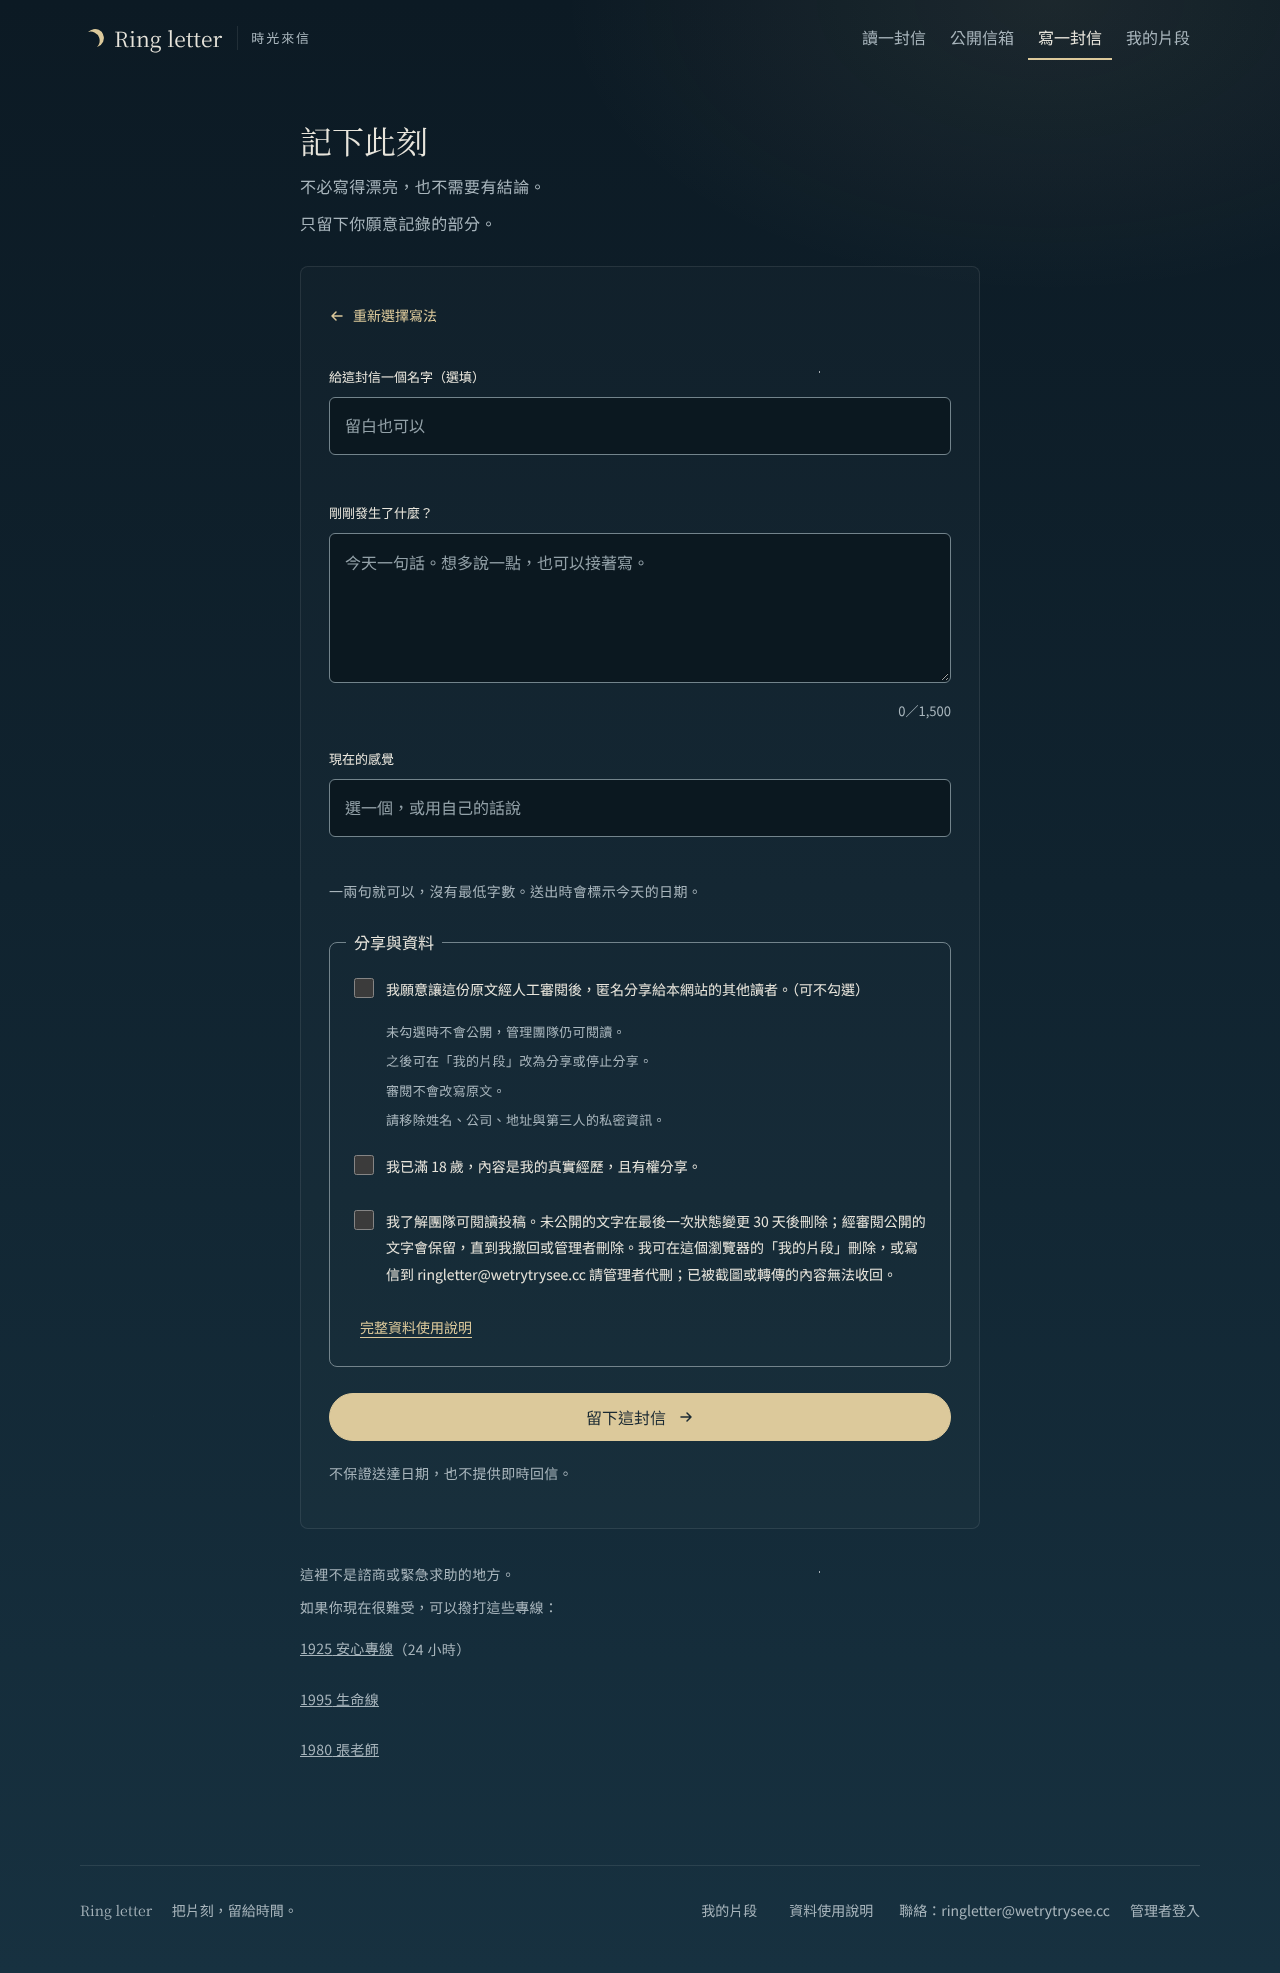 Ring letter 時光來信 讀一封信 公開信箱 寫一封信 我的片段
記下此刻
不必寫得漂亮，也不需要有結論。
只留下你願意記錄的部分。
← 重新選擇寫法
給這封信一個名字（選填）
留白也可以
剛剛發生了什麼？
今天一句話。想多說一點，也可以接著寫。
0／1,500
現在的感覺
選一個，或用自己的話說
一兩句就可以，沒有最低字數。送出時會標示今天的日期。
分享與資料
我願意讓這份原文經人工審閱後，匿名分享給本網站的其他讀者。（可不勾選）
未勾選時不會公開，管理團隊仍可閱讀。
之後可在「我的片段」改為分享或停止分享。
審閱不會改寫原文。
請移除姓名、公司、地址與第三人的私密資訊。
我已滿 18 歲，內容是我的真實經歷，且有權分享。
我了解團隊可閱讀投稿。未公開的文字在最後一次狀態變更 30 天後刪除；經審閱公開的
文字會保留，直到我撤回或管理者刪除。我可在這個瀏覽器的「我的片段」刪除，或寫
信到 ringletter@wetrytrysee.cc 請管理者代刪；已被截圖或轉傳的內容無法收回。
完整資料使用說明
留下這封信 →
不保證送達日期，也不提供即時回信。
這裡不是諮商或緊急求助的地方。
如果你現在很難受，可以撥打這些專線：
1925 安心專線（24 小時）
1995 生命線
1980 張老師
Ring letter 把片刻，留給時間。 我的片段 資料使用說明 聯絡：ringletter@wetrytrysee.cc 管理者登入